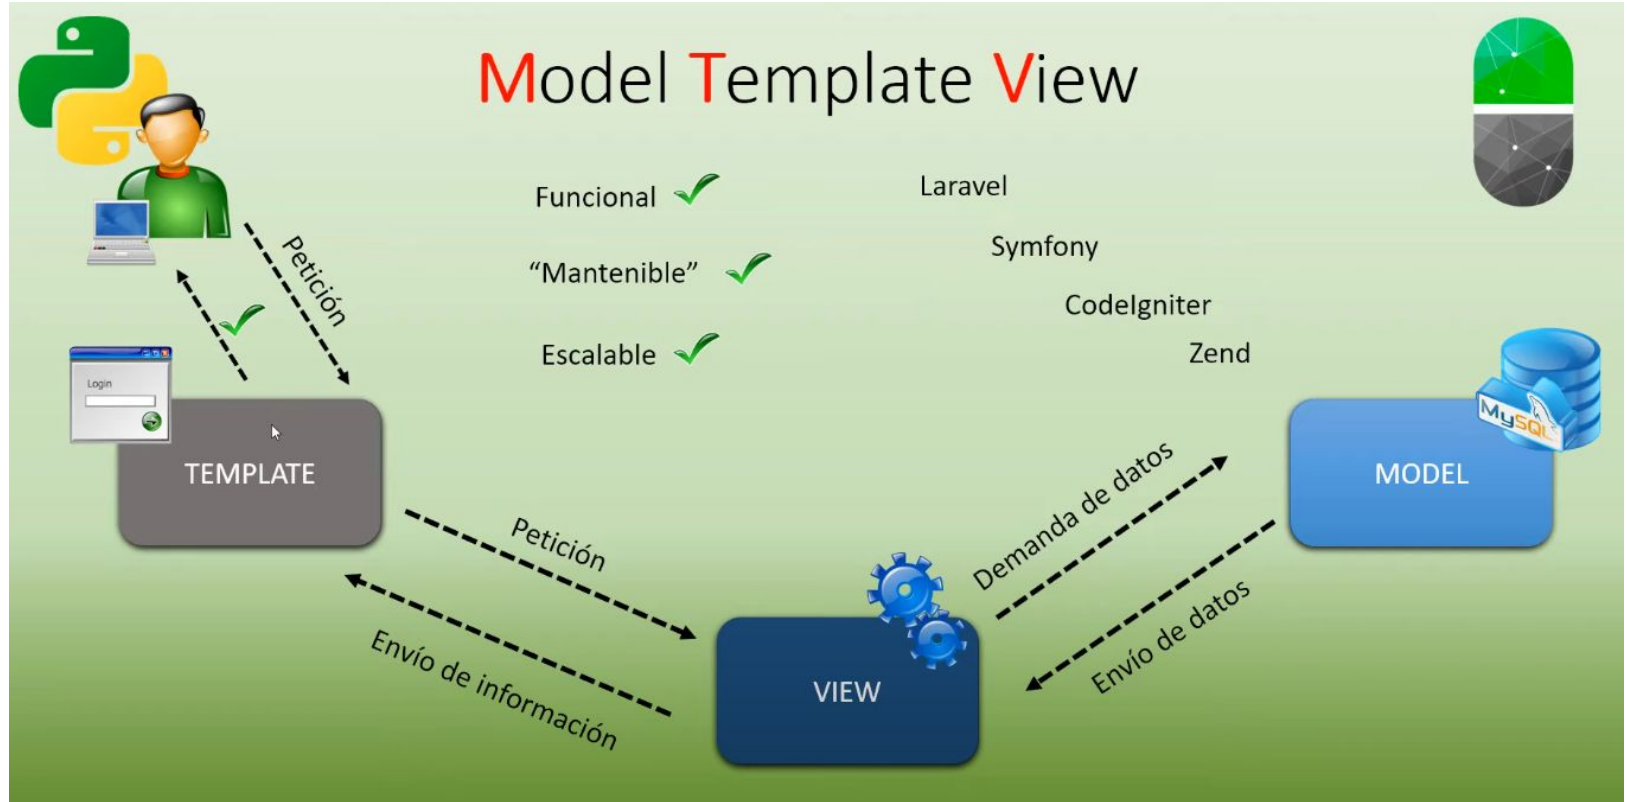 Model Template View
Funcional
"Mantenible"
Escalable
Laravel
Symfony
CodeIgniter
Zend
Petición
Login
TEMPLATE
Petición
Envío de información
VIEW
Demanda de datos
Envío de datos
MODEL
MySQL